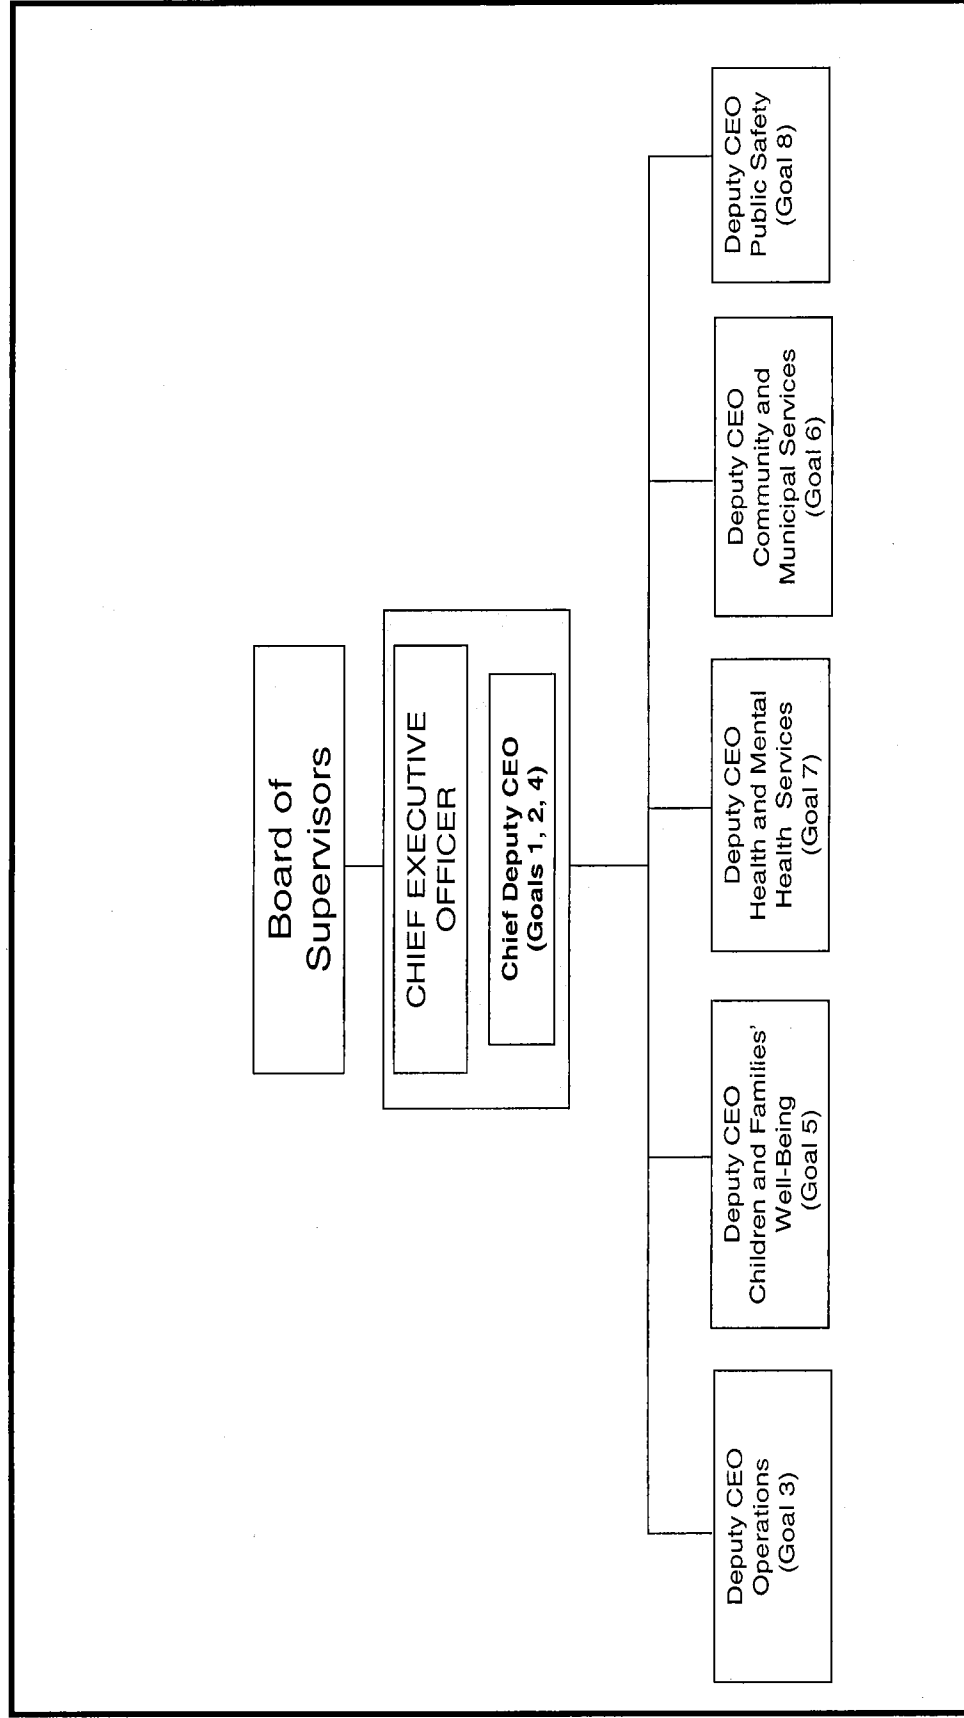 Board of
Supervisors
CHIEF EXECUTIVE
OFFICER
Chief Deputy CEO
(Goals 1, 2, 4)
Deputy CEO
Operations
(Goal 3)
Deputy CEO
Children and Families'
Well-Being
(Goal 5)
Deputy CEO
Health and Mental
Health Services
(Goal 7)
Deputy CEO
Community and
Municipal Services
(Goal 6)
Deputy CEO
Public Safety
(Goal 8)